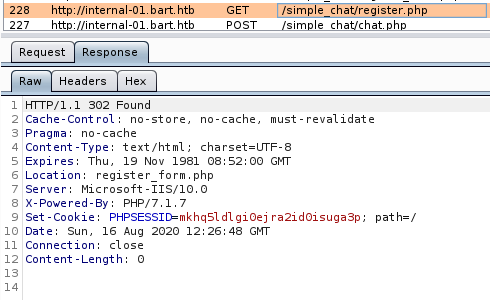 228 http://internal-01.bart.htb GET /simple_chat/register.php
227 http://internal-01.bart.htb POST /simple_chat/chat.php
Request Response
Raw Headers Hex
1 HTTP/1.1 302 Found
2 Cache-Control: no-store, no-cache, must-revalidate
3 Pragma: no-cache
4 Content-Type: text/html; charset=UTF-8
5 Expires: Thu, 19 Nov 1981 08:52:00 GMT
6 Location: register_form.php
7 Server: Microsoft-IIS/10.0
8 X-Powered-By: PHP/7.1.7
9 Set-Cookie: PHPSESSID=mkhq5ldlgi0ejra2id0isuga3p; path=/
10 Date: Sun, 16 Aug 2020 12:26:48 GMT
11 Connection: close
12 Content-Length: 0
13
14